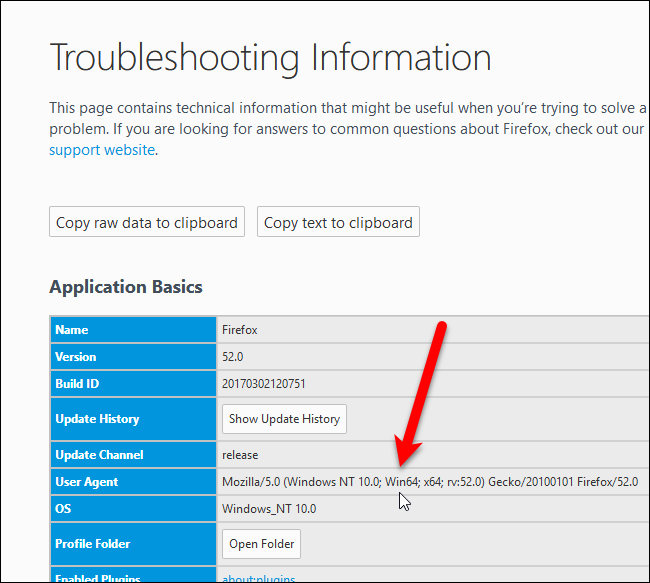 Troubleshooting Information
This page contains technical information that might be useful when you're trying to solve a
problem. If you are looking for answers to common questions about Firefox, check out our
support website.
Copy raw data to clipboard Copy text to clipboard
Application Basics
Name Firefox
Version 52.0
Build ID 20170302120751
Update History Show Update History
Update Channel release
User Agent Mozilla/5.0 (Windows NT 10.0; Win64; x64; rv:52.0) Gecko/20100101 Firefox/52.0
OS Windows_NT 10.0
Profile Folder Open Folder
Enabled Plugins about:plugins